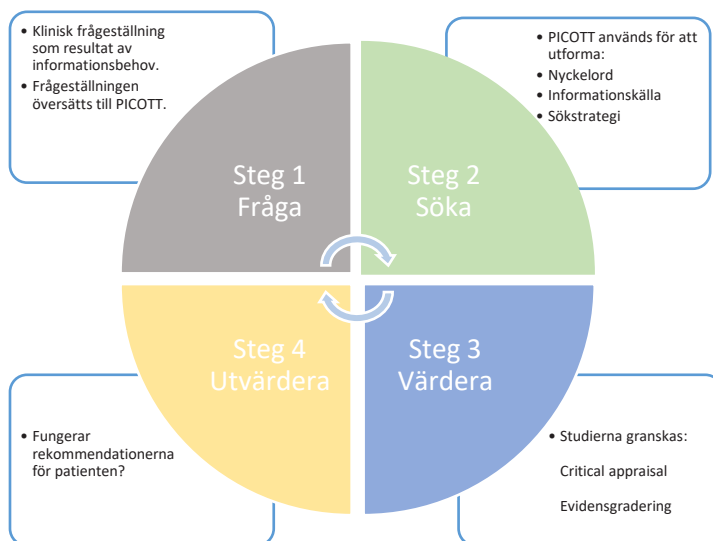 • Klinisk frågeställning
som resultat av
informationsbehov.
• Frågeställningen
översätts till PICOTT.
• PICOTT används för att
utforma:
• Nyckelord
• Informationskälla
• Sökstrategi
Steg 1
Fråga
Steg 2
Söka
Steg 4
Utvärdera
Steg 3
Värdera
• Fungerar
rekommendationerna
för patienten?
• Studierna granskas:
Critical appraisal
Evidensgradering